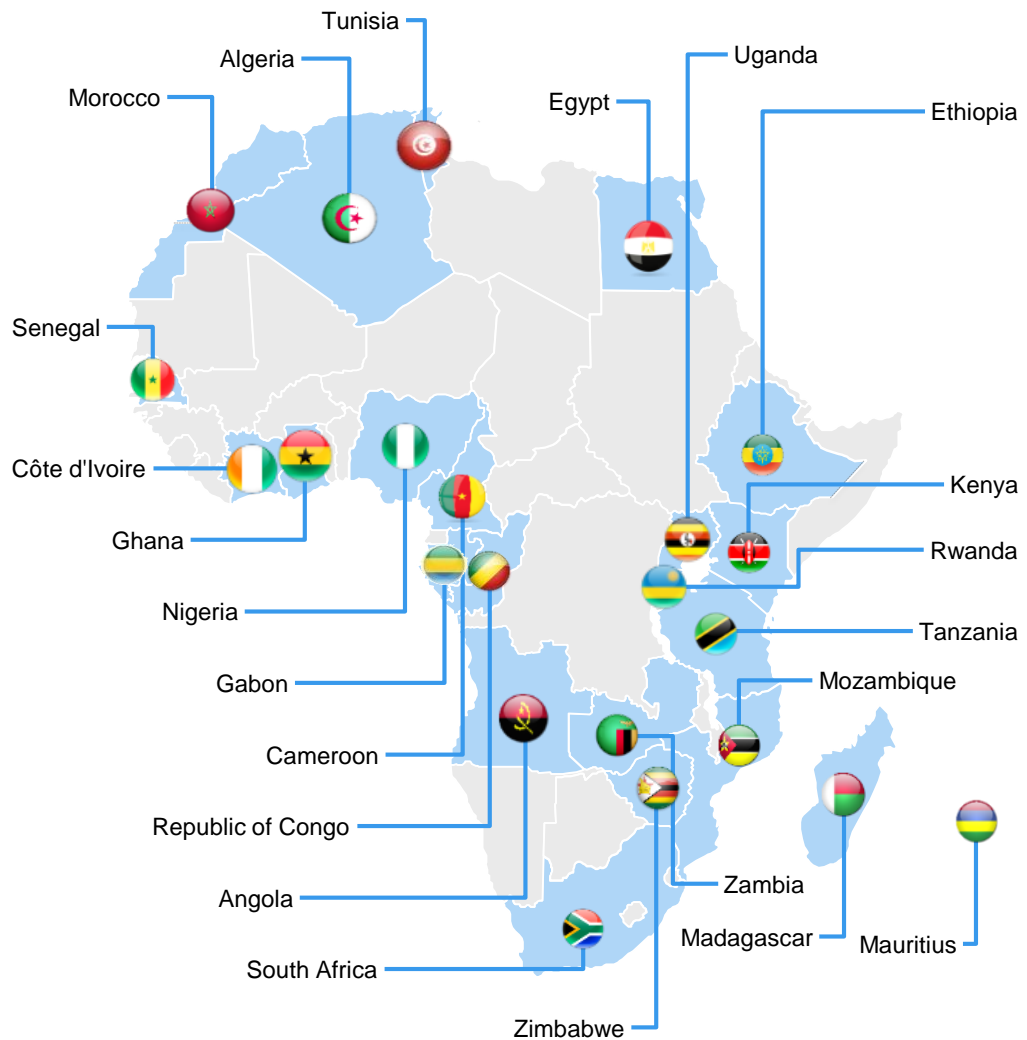 Tunisia
Uganda
Algeria
Morocco
Egypt
Ethiopia
Senegal
Côte d'Ivoire
Kenya
Ghana
Rwanda
Nigeria
Tanzania
Gabon
Mozambique
Cameroon
Republic of Congo
Angola
Zambia
Madagascar
Mauritius
South Africa
Zimbabwe